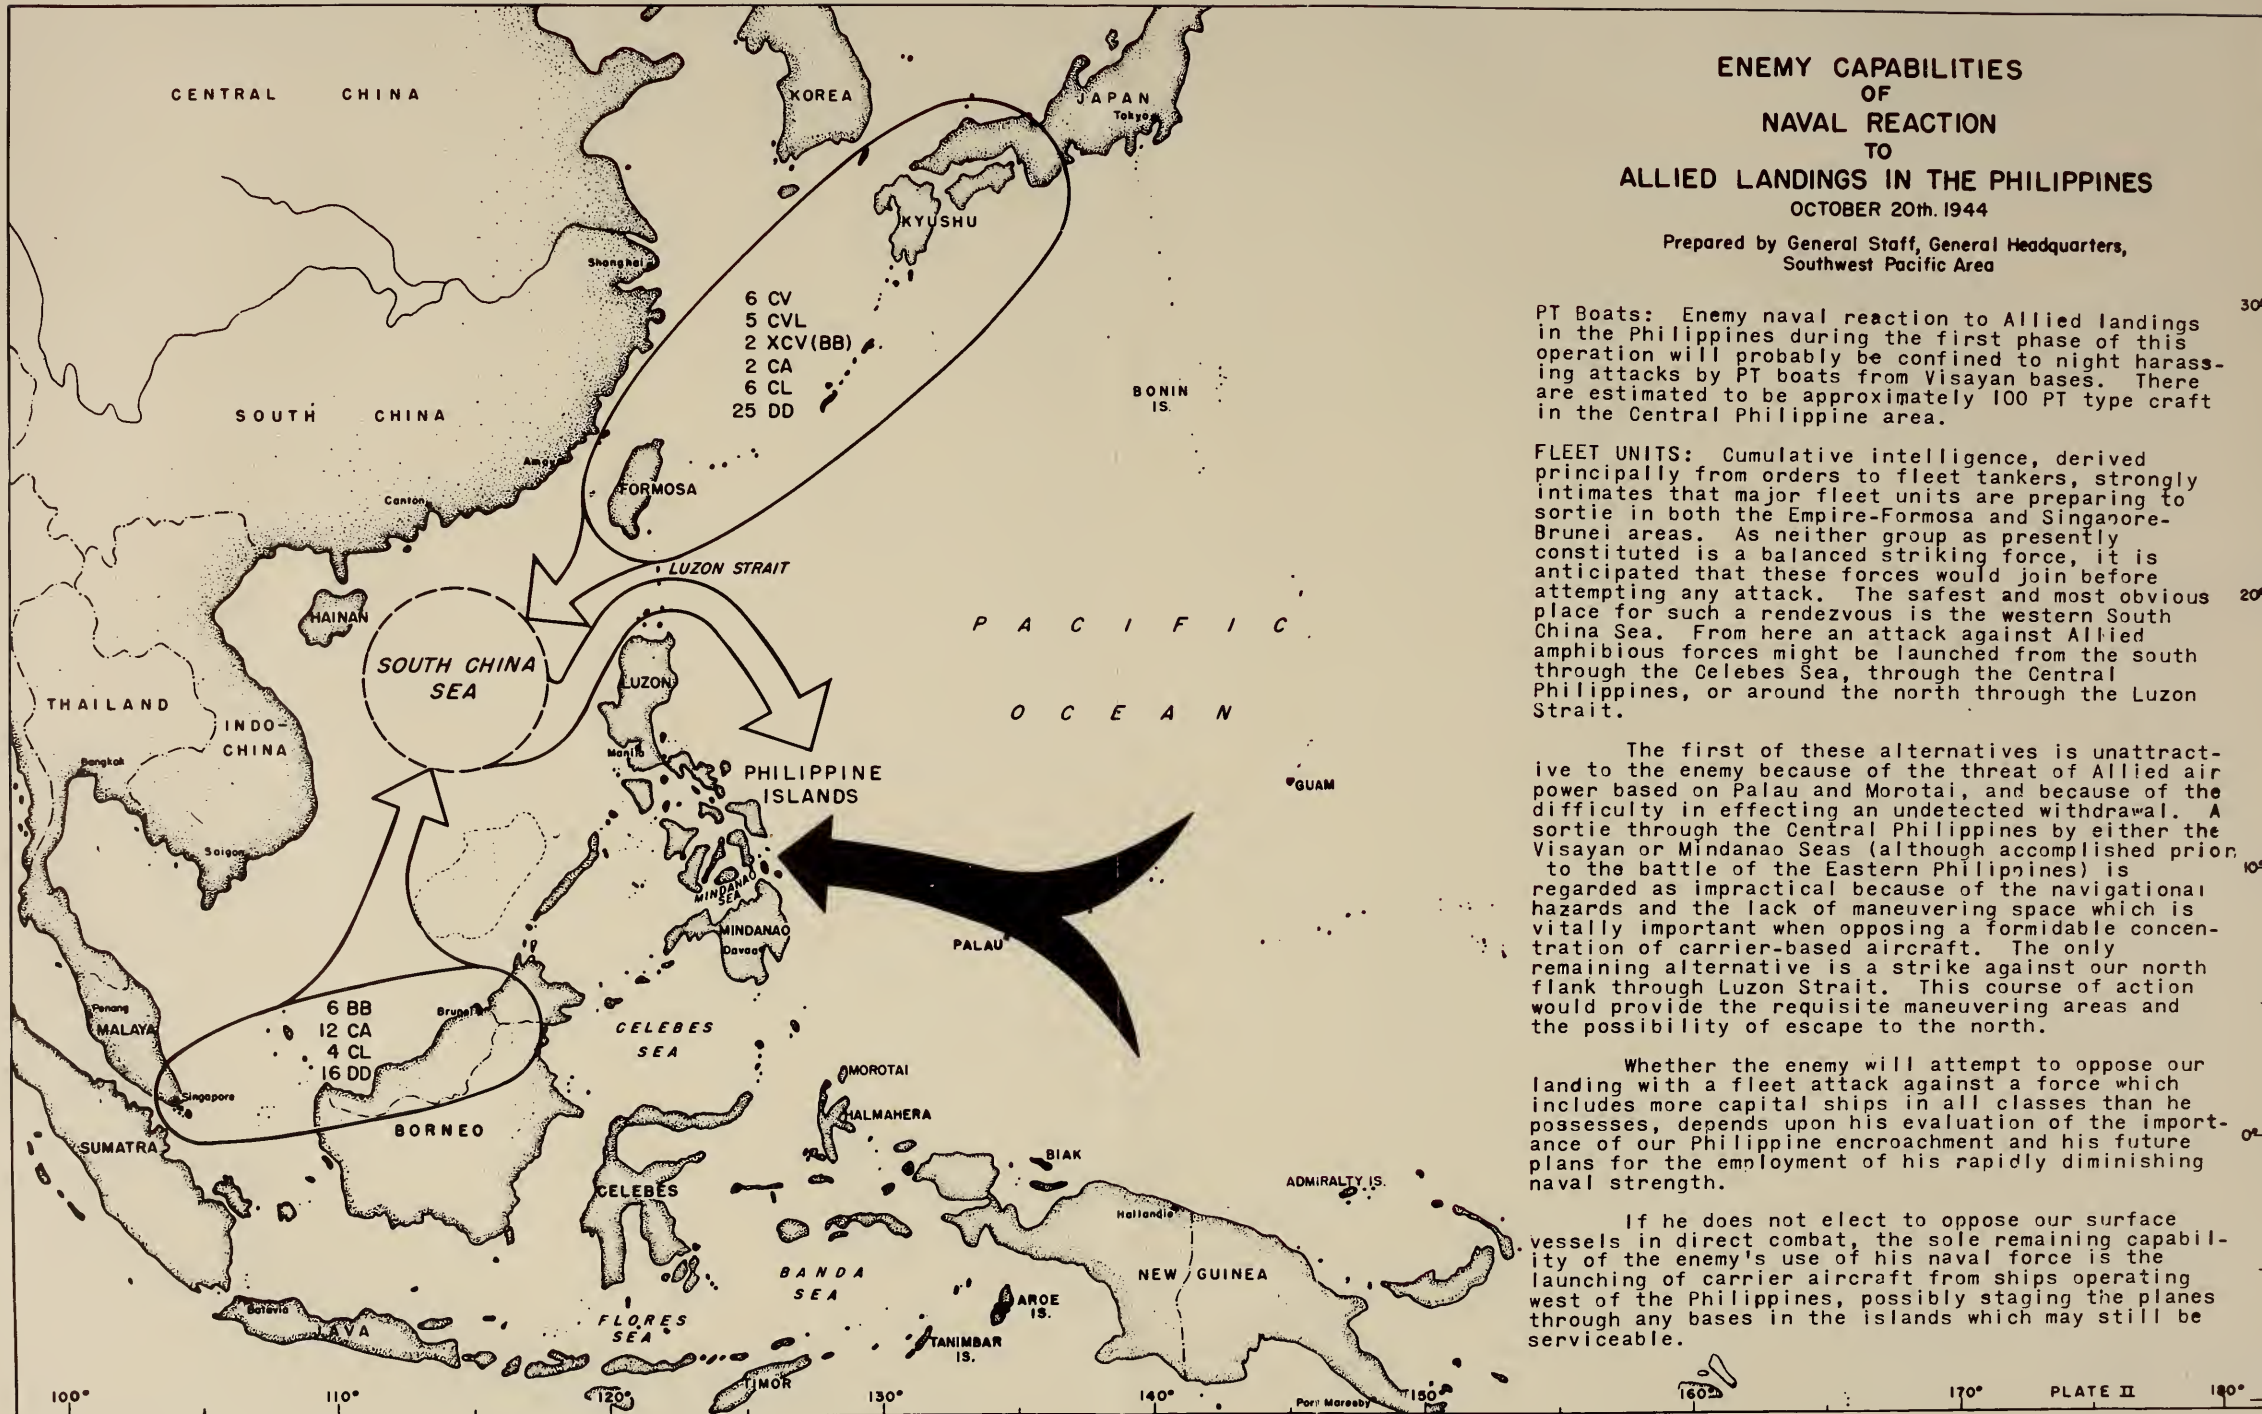 ENEMY CAPABILITIES
OF
NAVAL REACTION
TO
ALLIED LANDINGS IN THE PHILIPPINES
OCTOBER 20th. 1944
Prepared by General Staff, General Headquarters,
Southwest Pacific Area
PT Boats: Enemy naval reaction to Allied landings
in the Philippines during the first phase of this
operation will probably be confined to night harass-
ing attacks by PT boats from Visayan bases. There
are estimated to be approximately 100 PT type craft
in the Central Philippine area.
FLEET UNITS: Cumulative intelligence, derived
principally from orders to fleet tankers, strongly
intimates that major fleet units are preparing to
sortie in both the Empire-Formosa and Singapore-
Brunei areas. As neither group as presently
constituted is a balanced striking force, it is
anticipated that these forces would join before
attempting any attack. The safest and most obvious
place for such a rendezvous is the western South
China Sea. From here an attack against Allied
amphibious forces might be launched from the south
through the Celebes Sea, through the Central
Philippines, or around the north through the Luzon
Strait.
The first of these alternatives is unattract-
ive to the enemy because of the threat of Allied air
power based on Palau and Morotai, and because of the
difficulty in effecting an undetected withdrawal. A
sortie through the Central Philippines by either the
Visayan or Mindanao Seas (although accomplished prior
to the battle of the Eastern Philippines) is
regarded as impractical because of the navigational
hazards and the lack of maneuvering space which is
vitally important when opposing a formidable concen-
tration of carrier-based aircraft. The only
remaining alternative is a strike against our north
flank through Luzon Strait. This course of action
would provide the requisite maneuvering areas and
the possibility of escape to the north.
Whether the enemy will attempt to oppose our
landing with a fleet attack against a force which
includes more capital ships in all classes than he
possesses, depends upon his evaluation of the import-
ance of our Philippine encroachment and his future
plans for the employment of his rapidly diminishing
naval strength.
If he does not elect to oppose our surface
vessels in direct combat, the sole remaining capabil-
ity of the enemy's use of his naval force is the
launching of carrier aircraft from ships operating
west of the Philippines, possibly staging the planes
through any bases in the islands which may still be
serviceable.
CENTRAL CHINA
KOREA
JAPAN
Tokyo
KYUSHU
Shanghai
6 CV
5 CVL
2 XCV(BB)
2 CA
6 CL
25 DD
BONIN
IS.
SOUTH CHINA
Amoy
Canton
FORMOSA
LUZON STRAIT
HAINAN
PACIFIC
OCEAN
SOUTH CHINA
SEA
LUZON
THAILAND
INDO-
CHINA
Bangkok
Manila
PHILIPPINE
ISLANDS
GUAM
Saigon
MINDANAO
SEA
MINDANAO
Davao
PALAU
Penang
MALAYA
6 BB
12 CA
4 CL
16 DD
Brunei
CELEBES
SEA
Singapore
MOROTAI
HALMAHERA
BORNEO
SUMATRA
BIAK
CELEBES
ADMIRALTY IS.
Hollandia
BANDA
SEA
NEW GUINEA
AROE
IS.
Batavia
JAVA
FLORES
SEA
TANIMBAR
IS.
TIMOR
Port Moresby
30°
20°
10°
0°
100°
110°
120°
130°
140°
150°
160°
170°
180°
PLATE II